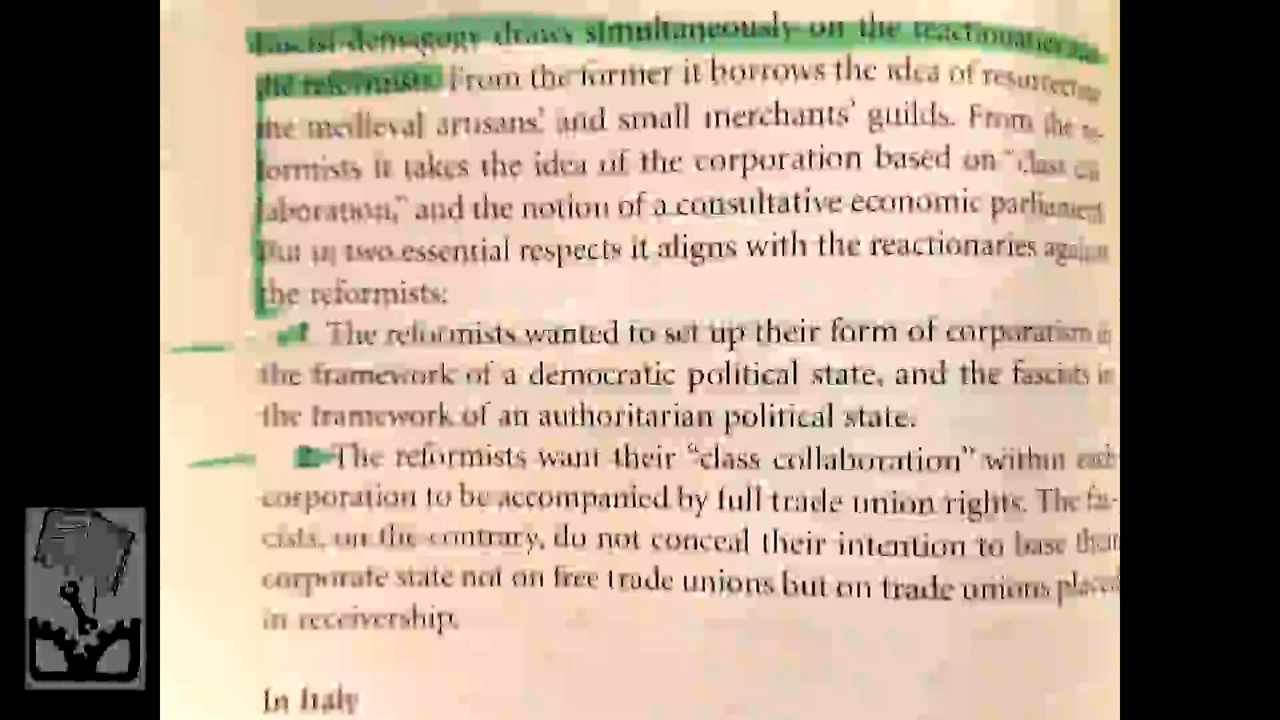 Fascist demagogy draws simultaneously on the reactionaries and
the reformists. From the former it borrows the idea of resurrecting
the medieval artisans' and small merchants' guilds. From the re-
formists it takes the idea of the corporation based on "class col-
laboration," and the notion of a consultative economic parliament.
But in two essential respects it aligns with the reactionaries against
the reformists:
1. The reformists wanted to set up their form of corporatism in
the framework of a democratic political state, and the fascists in
the framework of an authoritarian political state.
2. The reformists want their "class collaboration" within each
corporation to be accompanied by full trade union rights. The fa-
cists, on the contrary, do not conceal their intention to base their
corporate state not on free trade unions but on trade unions placed
in receivership.
In Italy